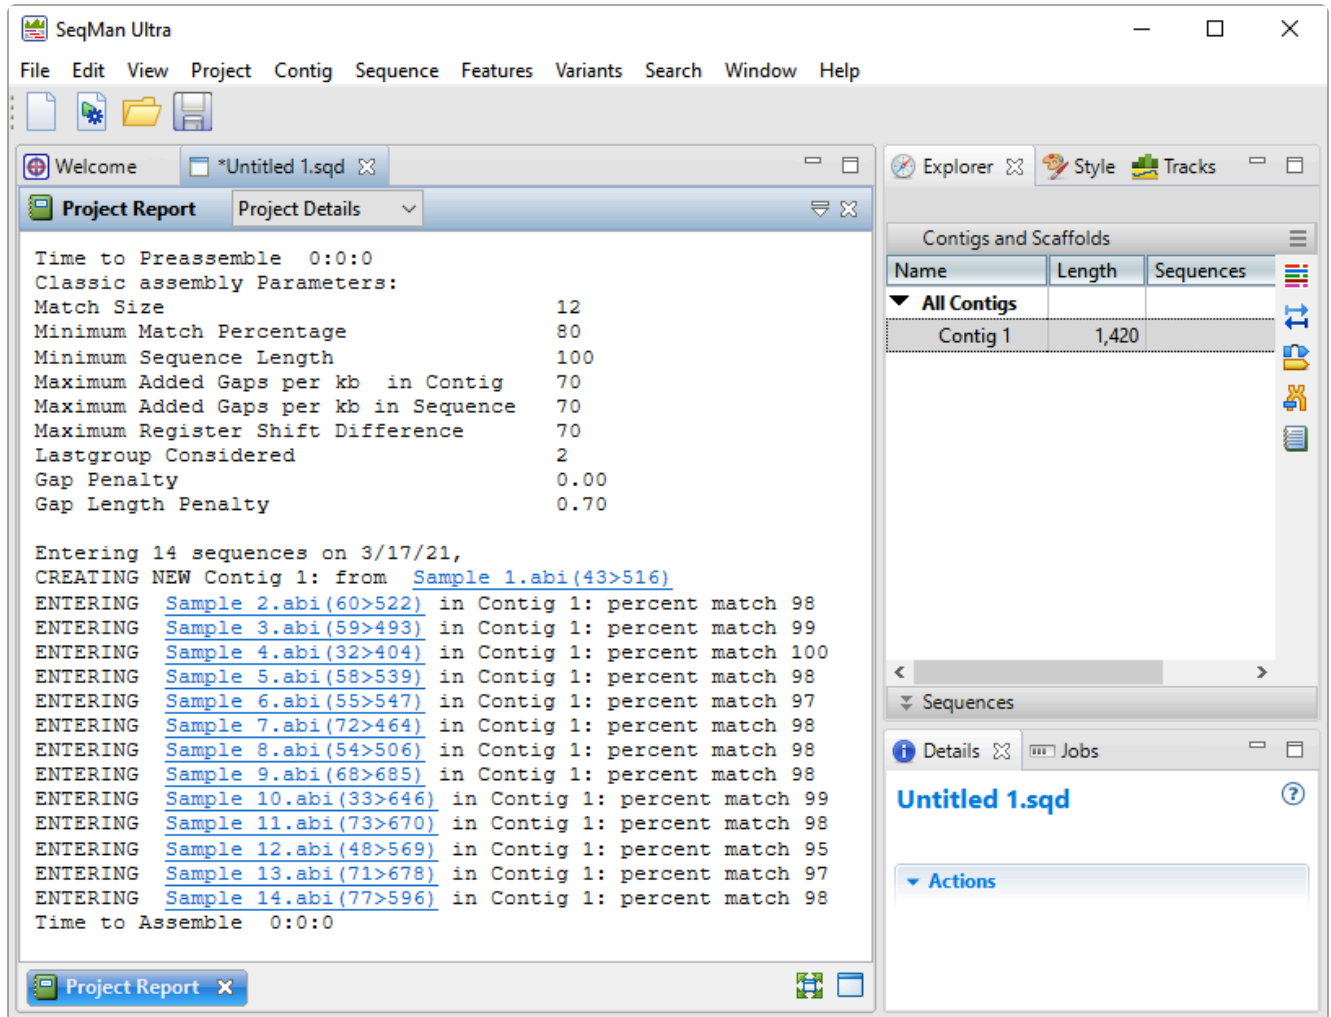 SeqMan Ultra
File Edit View Project Contig Sequence Features Variants Search Window Help
Welcome *Untitled 1.sqd
Project Report Project Details
Time to Preassemble 0:0:0
Classic assembly Parameters:
Match Size 12
Minimum Match Percentage 80
Minimum Sequence Length 100
Maximum Added Gaps per kb in Contig 70
Maximum Added Gaps per kb in Sequence 70
Maximum Register Shift Difference 70
Lastgroup Considered 2
Gap Penalty 0.00
Gap Length Penalty 0.70
Entering 14 sequences on 3/17/21,
CREATING NEW Contig 1: from Sample 1.abi(43>516)
ENTERING Sample 2.abi(60>522) in Contig 1: percent match 98
ENTERING Sample 3.abi(59>493) in Contig 1: percent match 99
ENTERING Sample 4.abi(32>404) in Contig 1: percent match 100
ENTERING Sample 5.abi(58>539) in Contig 1: percent match 98
ENTERING Sample 6.abi(55>547) in Contig 1: percent match 97
ENTERING Sample 7.abi(72>464) in Contig 1: percent match 98
ENTERING Sample 8.abi(54>506) in Contig 1: percent match 98
ENTERING Sample 9.abi(68>685) in Contig 1: percent match 98
ENTERING Sample 10.abi(33>646) in Contig 1: percent match 99
ENTERING Sample 11.abi(73>670) in Contig 1: percent match 98
ENTERING Sample 12.abi(48>569) in Contig 1: percent match 95
ENTERING Sample 13.abi(71>678) in Contig 1: percent match 97
ENTERING Sample 14.abi(77>596) in Contig 1: percent match 98
Time to Assemble 0:0:0
Project Report
Explorer Style Tracks
Contigs and Scaffolds
Name Length Sequences
All Contigs
Contig 1 1,420
Sequences
Details Jobs
Untitled 1.sqd
Actions